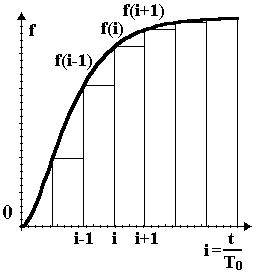 f
f(i+1)
f(i)
f(i-1)
0
i-1 i i+1
i=t/T₀